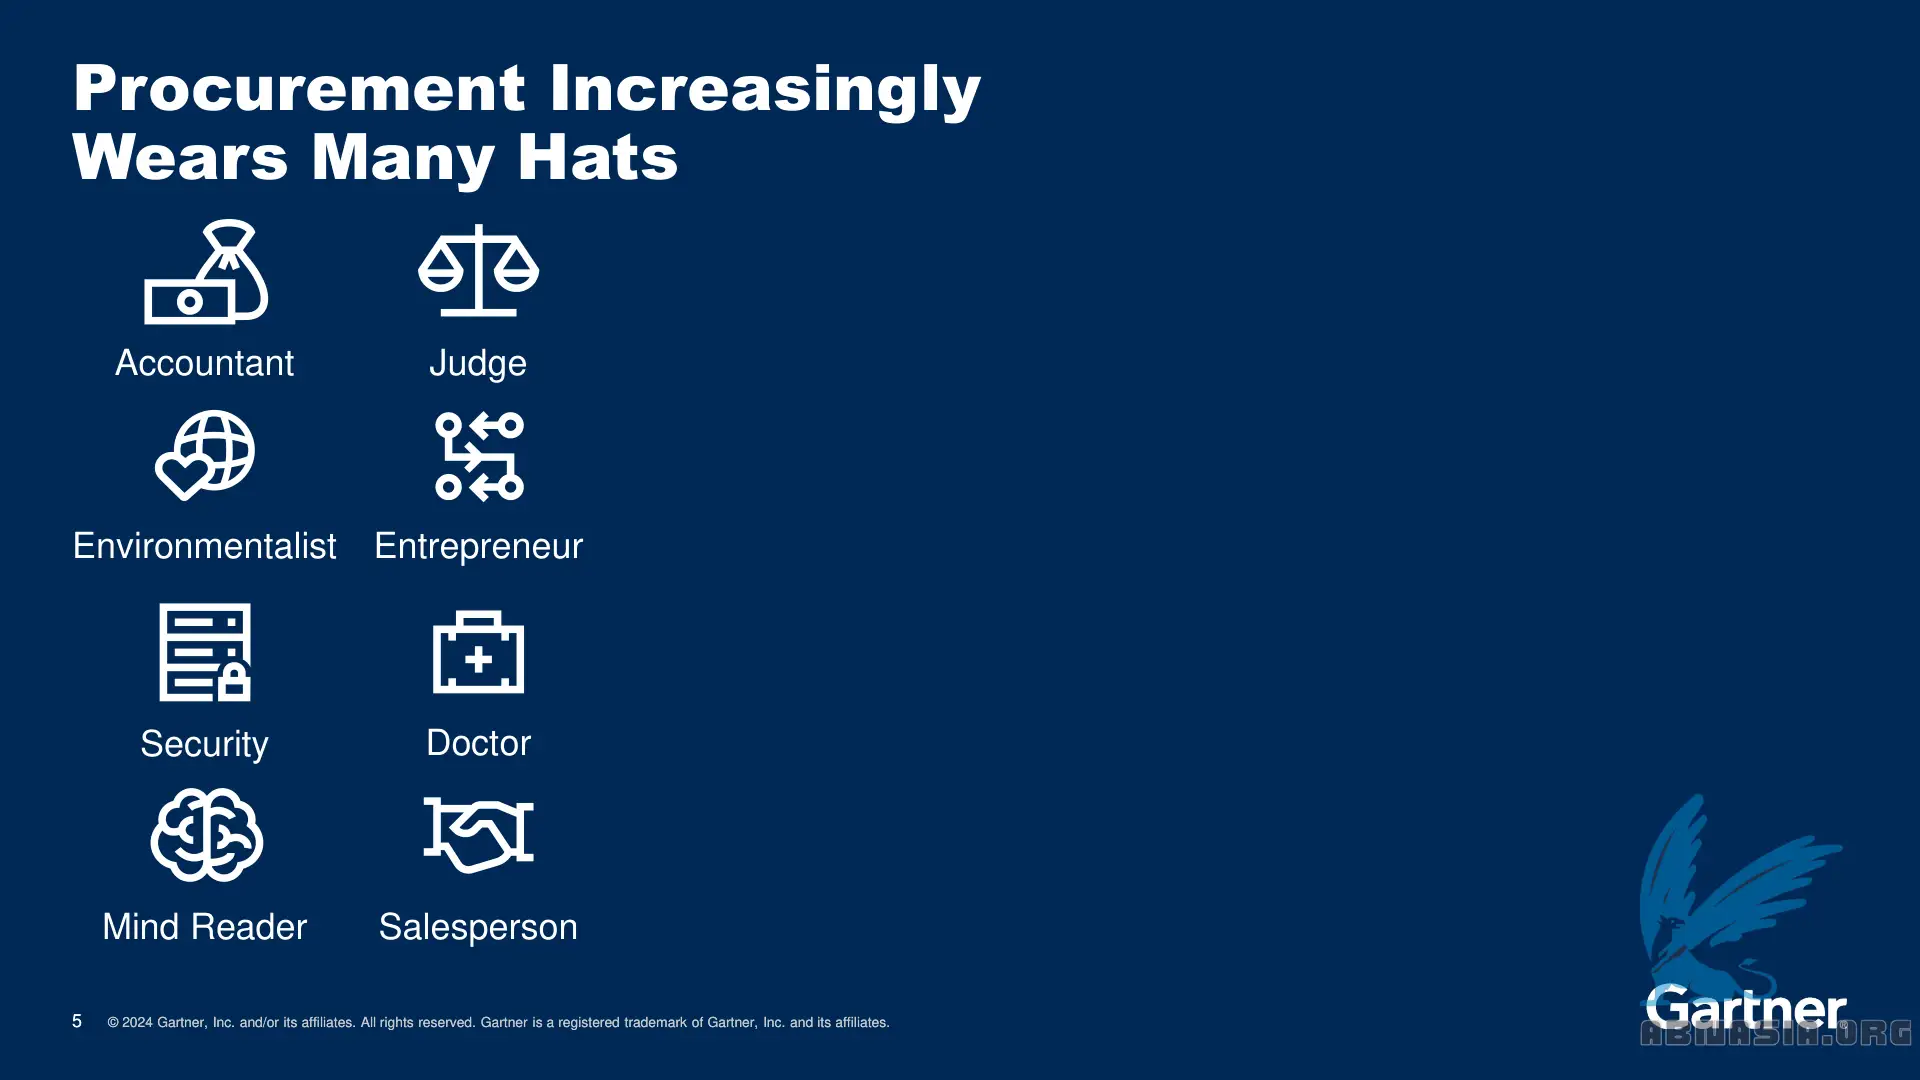 Procurement Increasingly
Wears Many Hats
Accountant
Judge
Environmentalist
Entrepreneur
Security
Doctor
Mind Reader
Salesperson
5
© 2024 Gartner, Inc. and/or its affiliates. All rights reserved. Gartner is a registered trademark of Gartner, Inc. and its affiliates.
Gartner
ABIJASIA.ORG